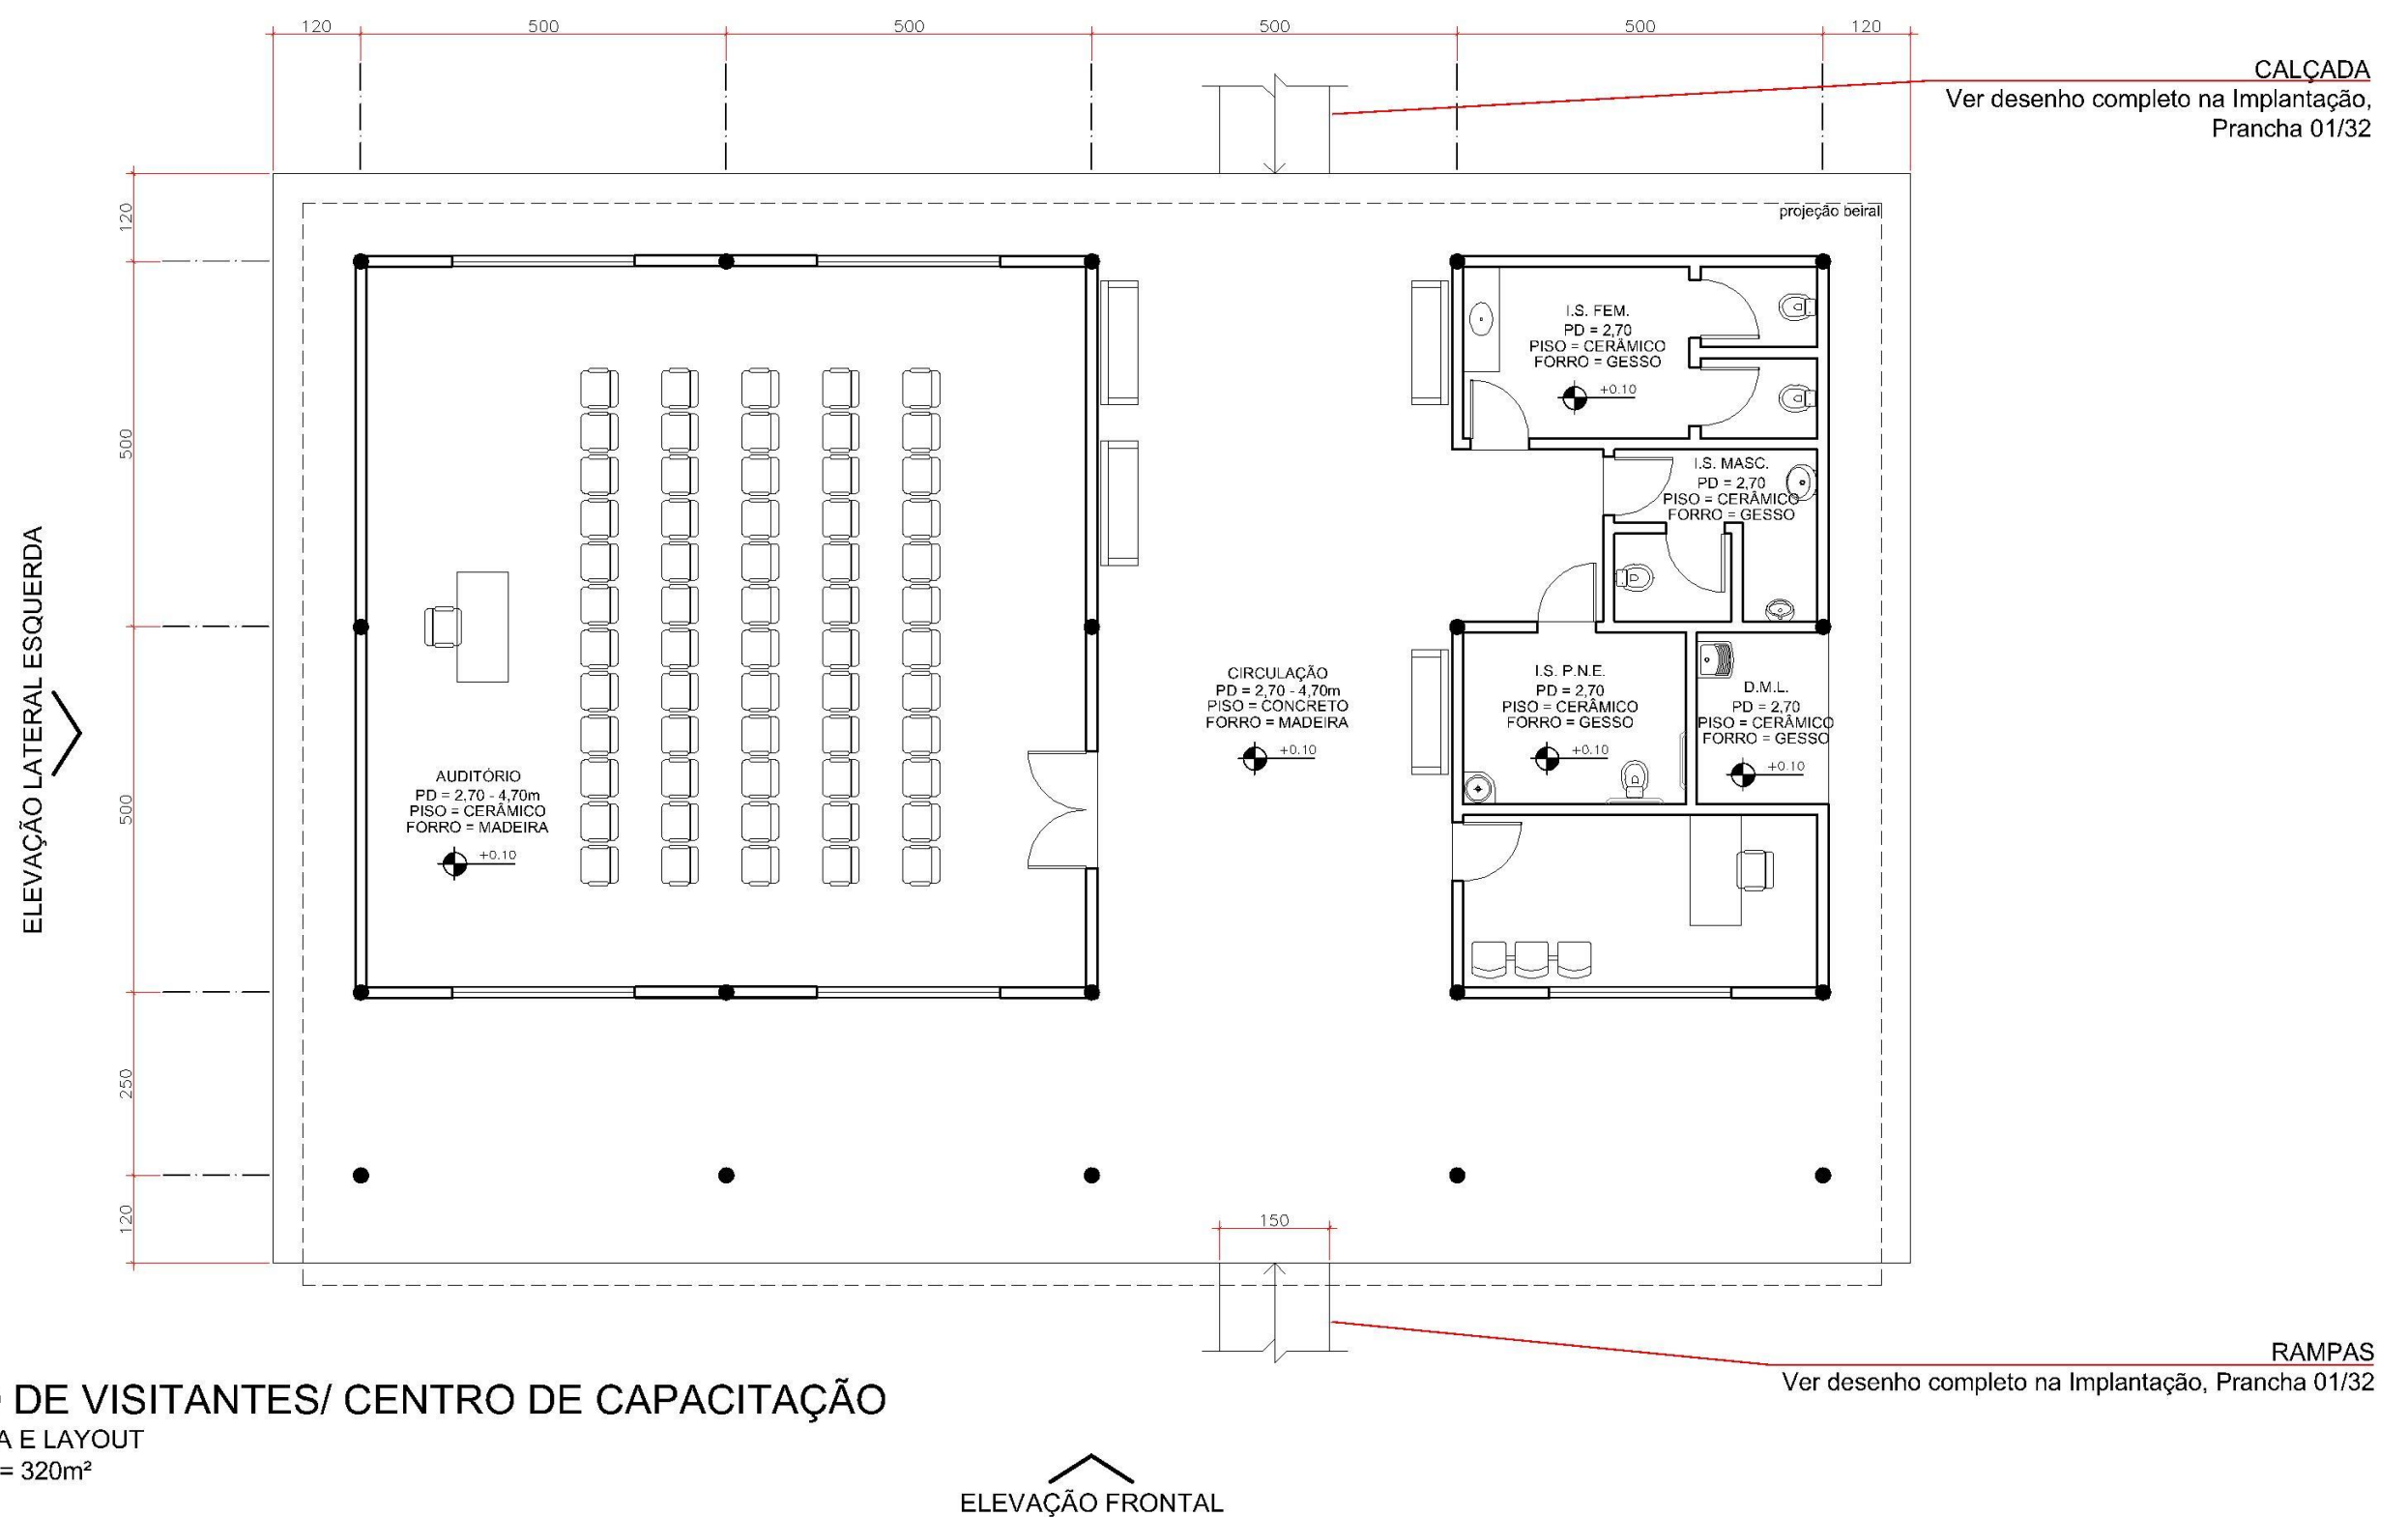 120
500
500
500
500
120
CALÇADA
Ver desenho completo na Implantação,
Prancha 01/32
120
500
500
250
120
projeção beiral
ELEVAÇÃO LATERAL ESQUERDA
I.S. FEM.
PD = 2,70
PISO = CERÂMICO
FORRO = GESSO
+0.10
I.S. MASC.
PD = 2,70
PISO = CERÂMICO
FORRO = GESSO
CIRCULAÇÃO
PD = 2,70 - 4,70m
PISO = CONCRETO
FORRO = MADEIRA
+0.10
I.S. P.N.E.
PD = 2,70
PISO = CERÂMICO
FORRO = GESSO
+0.10
D.M.L.
PD = 2,70
PISO = CERÂMICO
FORRO = GESSO
+0.10
AUDITÓRIO
PD = 2,70 - 4,70m
PISO = CERÂMICO
FORRO = MADEIRA
+0.10
150
RAMPAS
Ver desenho completo na Implantação, Prancha 01/32
DE VISITANTES/ CENTRO DE CAPACITAÇÃO
A E LAYOUT
= 320m²
ELEVAÇÃO FRONTAL